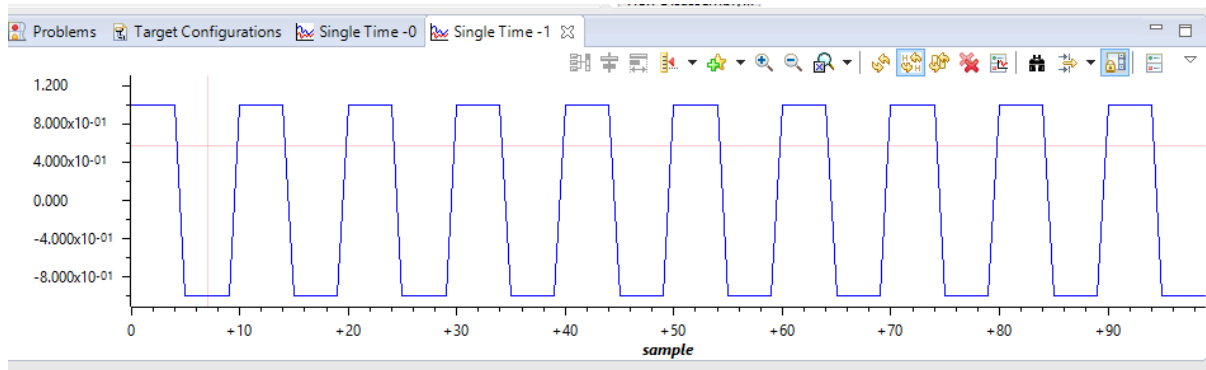 Problems Target Configurations Single Time -0 Single Time -1
1.200
8.000x10-01
4.000x10-01
0.000
-4.000x10-01
-8.000x10-01
0 +10 +20 +30 +40 +50 +60 +70 +80 +90
sample